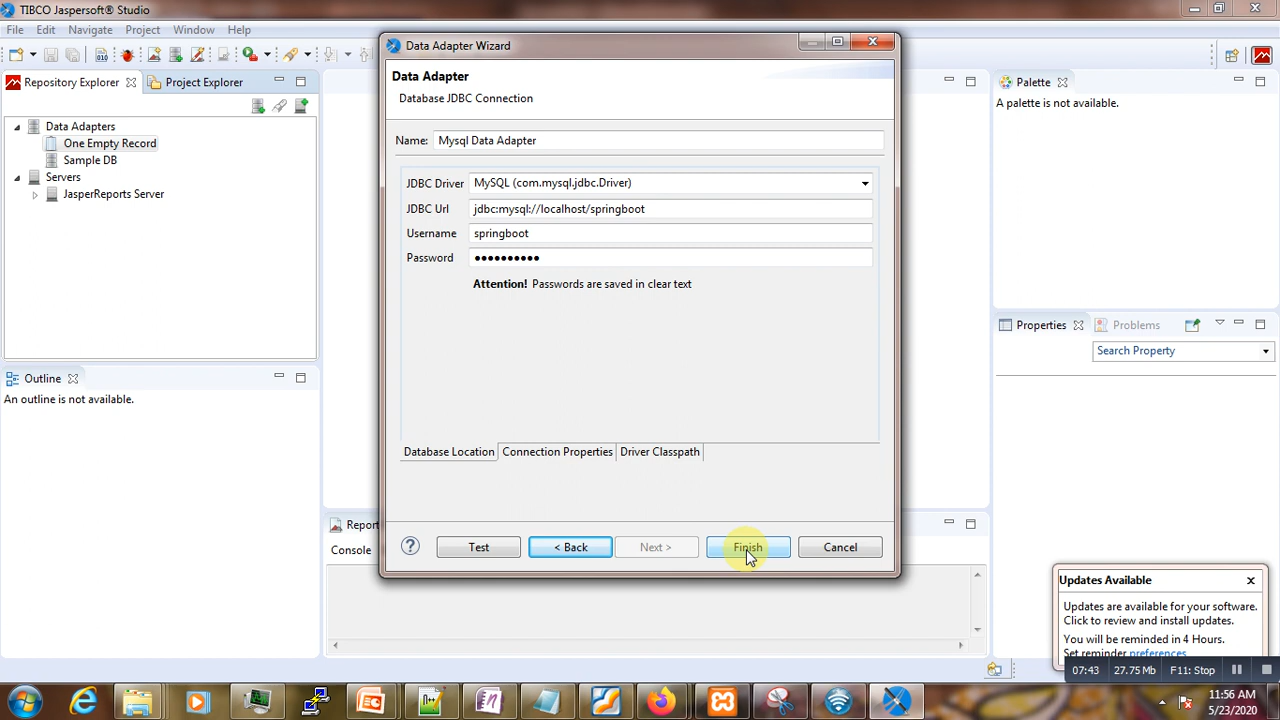 TIBCO Jaspersoft® Studio
File Edit Navigate Project Window Help
Repository Explorer
Project Explorer
Data Adapters
One Empty Record
Sample DB
Servers
JasperReports Server
Outline
An outline is not available.
Data Adapter Wizard
Data Adapter
Database JDBC Connection
Name: Mysql Data Adapter
JDBC Driver MySQL (com.mysql.jdbc.Driver)
JDBC Url jdbc:mysql://localhost/springboot
Username springboot
Password ●●●●●●●●●●
Attention! Passwords are saved in clear text
Database Location Connection Properties Driver Classpath
? Test < Back Next > Finish Cancel
Report
Console
Palette
A palette is not available.
Properties Problems
Search Property
Updates Available
Updates are available for your software.
Click to review and install updates.
You will be reminded in 4 Hours.
Set reminder preferences
07:43 27.75 Mb F11: Stop
11:56 AM
5/23/2020